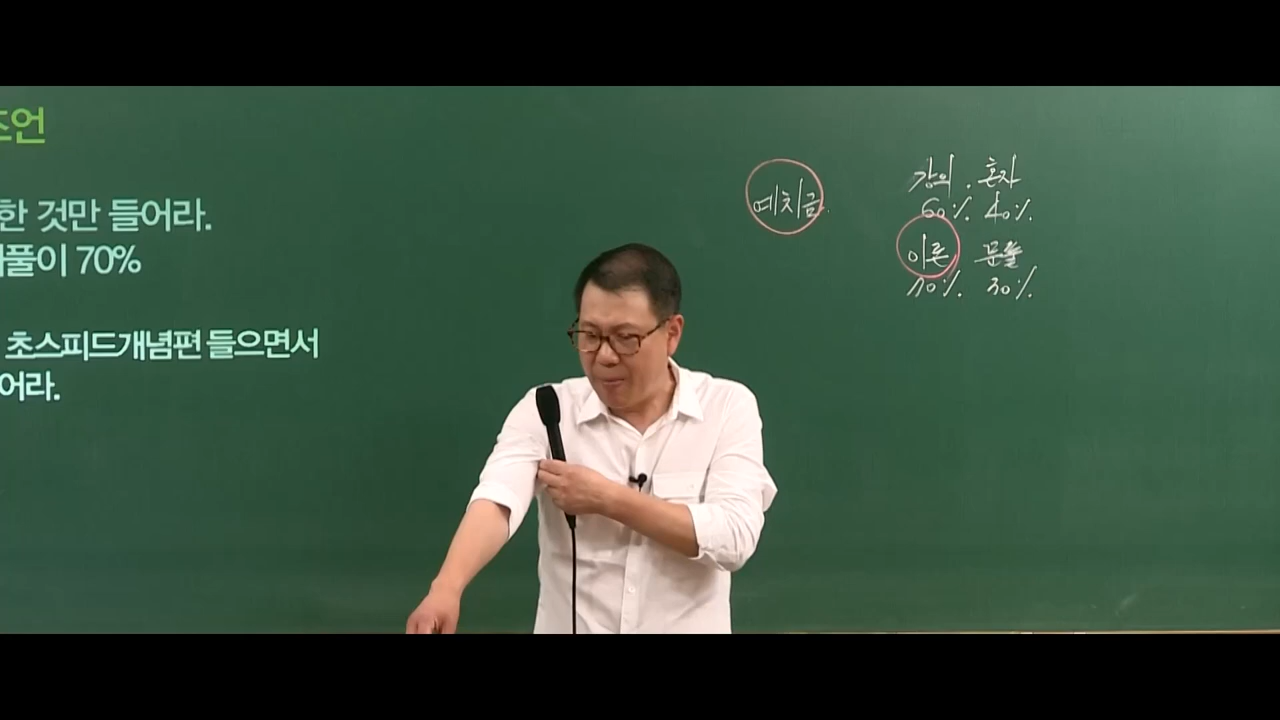 조언
한 것만 들어라.
풀이 70%
초스피드개념편 들으면서
어라.
예치금.
강의 . 혼자
60% 40%
이론 문풀
70% 30%